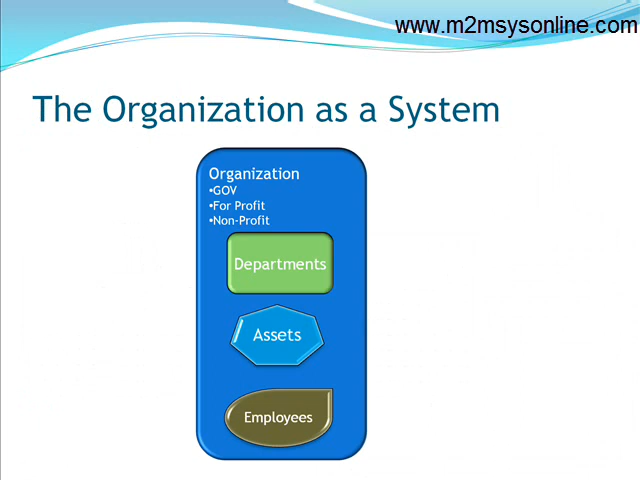 www.m2msysonline.com
The Organization as a System
Organization
•GOV
•For Profit
•Non-Profit
Departments
Assets
Employees